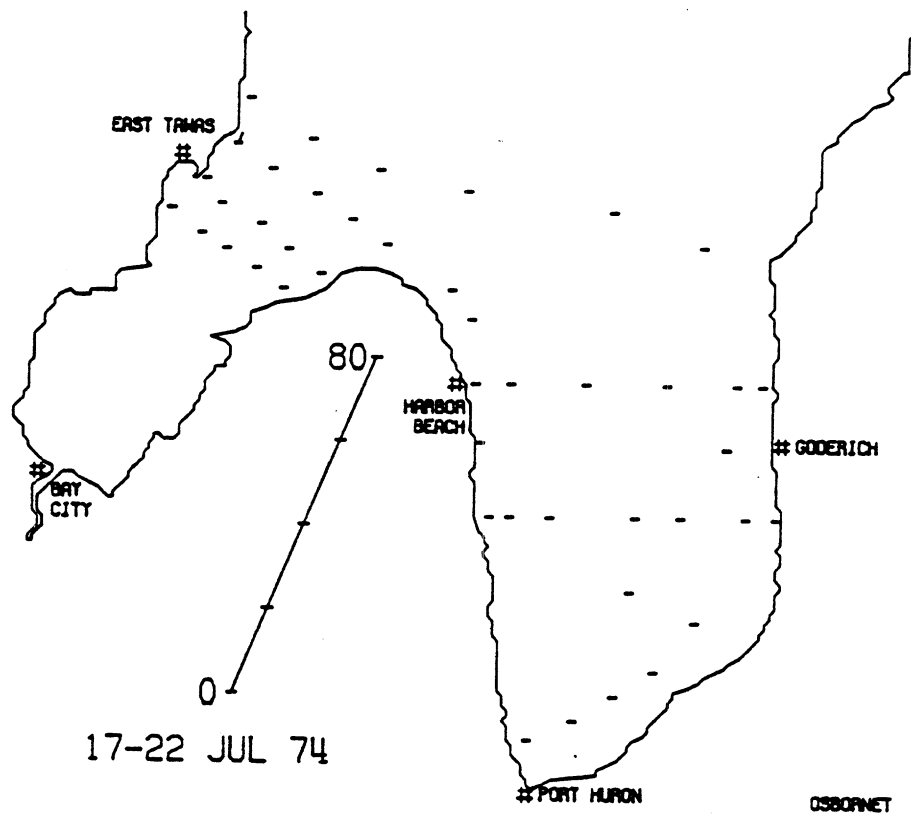 EAST TAWAS
#
80
#
HARBOR
BEACH
# GODERICH
#
BAY
CITY
0
17-22 JUL 74
# PORT HURON
OSBORNET